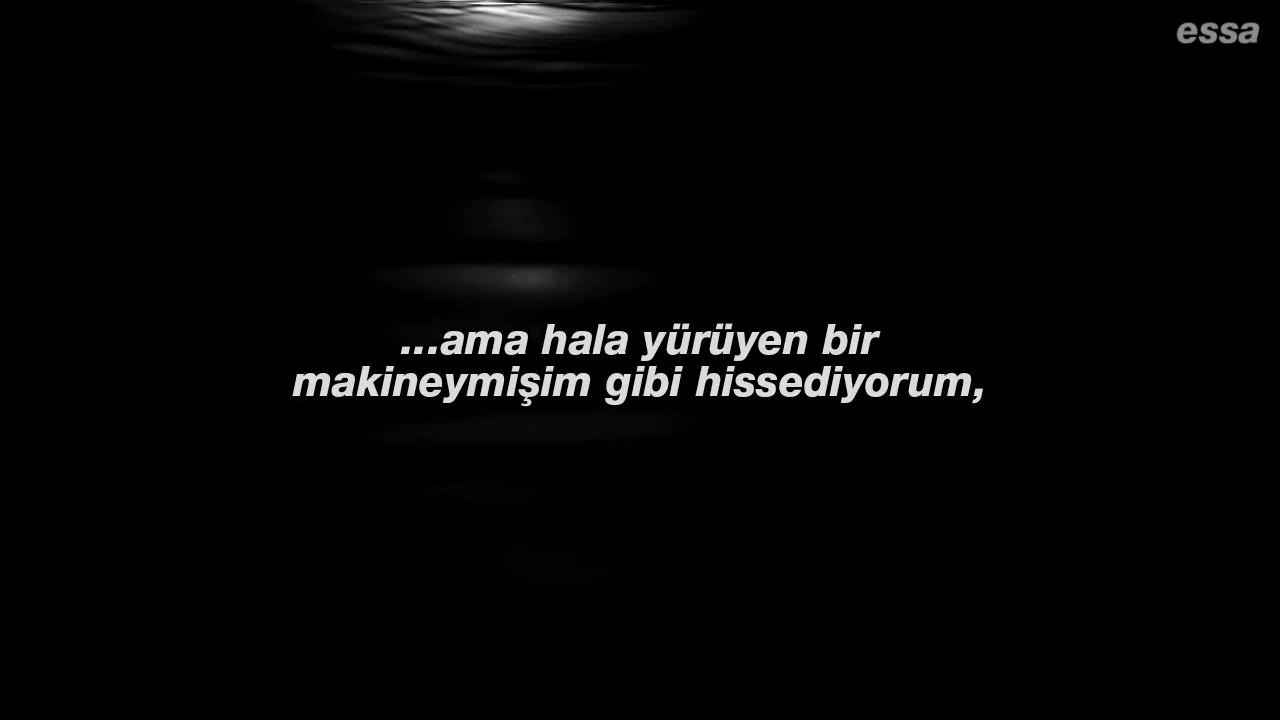 essa
...ama hala yürüyen bir
makineymişim gibi hissediyorum,